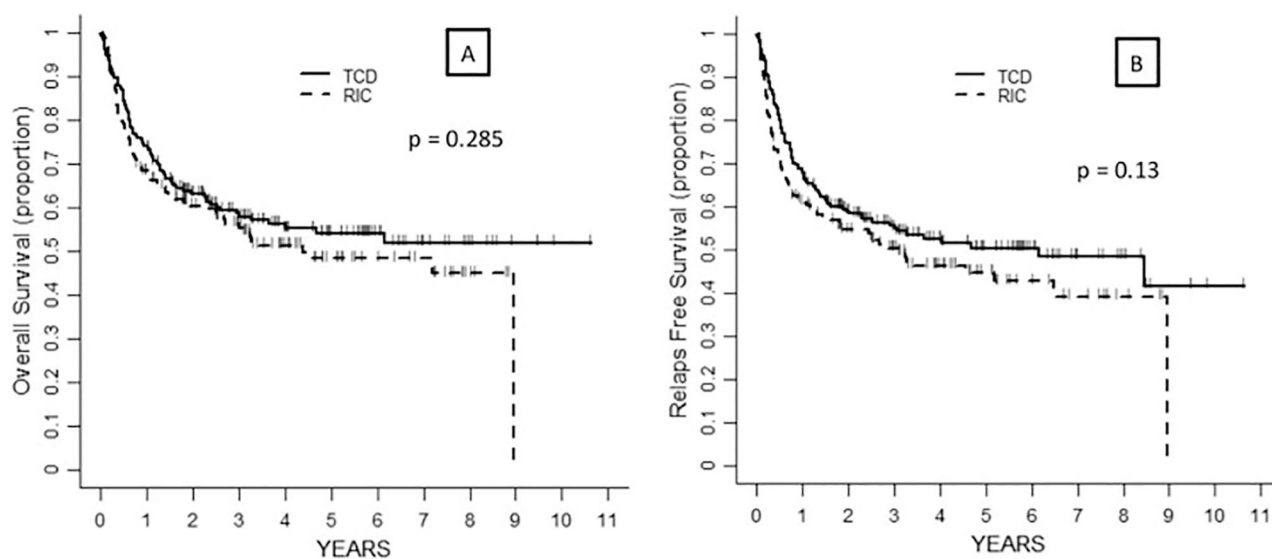 A
TCD
RIC
p = 0.285
Overall Survival (proportion)
1
0.9
0.8
0.7
0.6
0.5
0.4
0.3
0.2
0.1
0
0 1 2 3 4 5 6 7 8 9 10 11
YEARS
B
TCD
RIC
p = 0.13
Relaps Free Survival (proportion)
1
0.9
0.8
0.7
0.6
0.5
0.4
0.3
0.2
0.1
0
0 1 2 3 4 5 6 7 8 9 10 11
YEARS